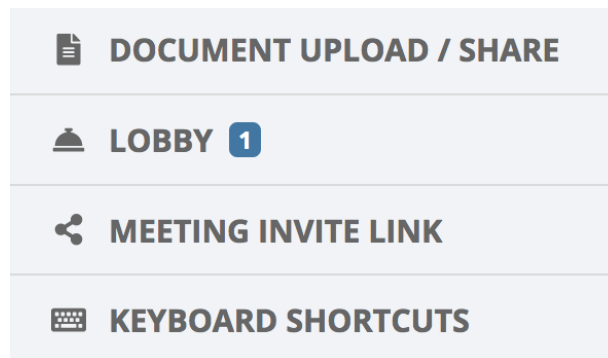 DOCUMENT UPLOAD / SHARE
LOBBY 1
MEETING INVITE LINK
KEYBOARD SHORTCUTS